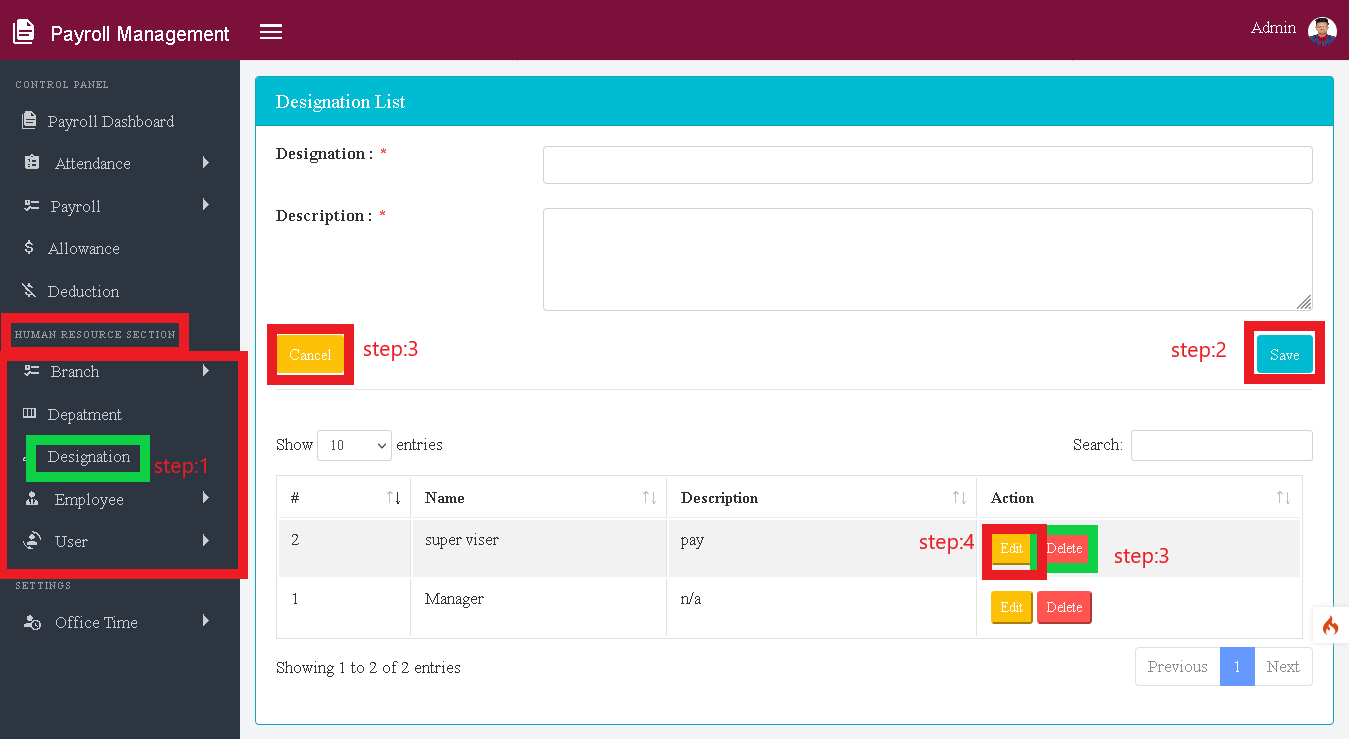 Payroll Management
Admin
CONTROL PANEL
Payroll Dashboard
Attendance
Payroll
Allowance
Deduction
HUMAN RESOURCE SECTION
Branch
Depatment
Designation
step:1
Employee
User
SETTINGS
Office Time
Designation List
Designation : *
Description : *
Cancel step:3 step:2 Save
Show 10 entries Search:
# Name Description Action
2 super viser pay step:4 Edit Delete step:3
1 Manager n/a Edit Delete
Showing 1 to 2 of 2 entries Previous 1 Next